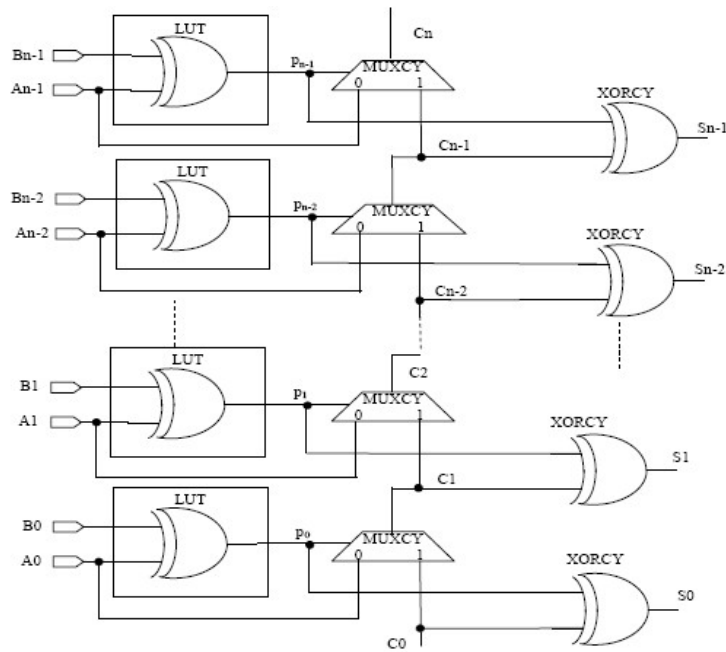 LUT
Cn
Bn-1
pn-1
MUXCY
An-1
0
1
XORCY
Sn-1
Cn-1
LUT
Bn-2
pn-2
MUXCY
An-2
0
1
XORCY
Sn-2
Cn-2
LUT
C2
B1
p1
MUXCY
A1
0
1
XORCY
S1
C1
LUT
B0
p0
MUXCY
A0
0
1
XORCY
S0
C0